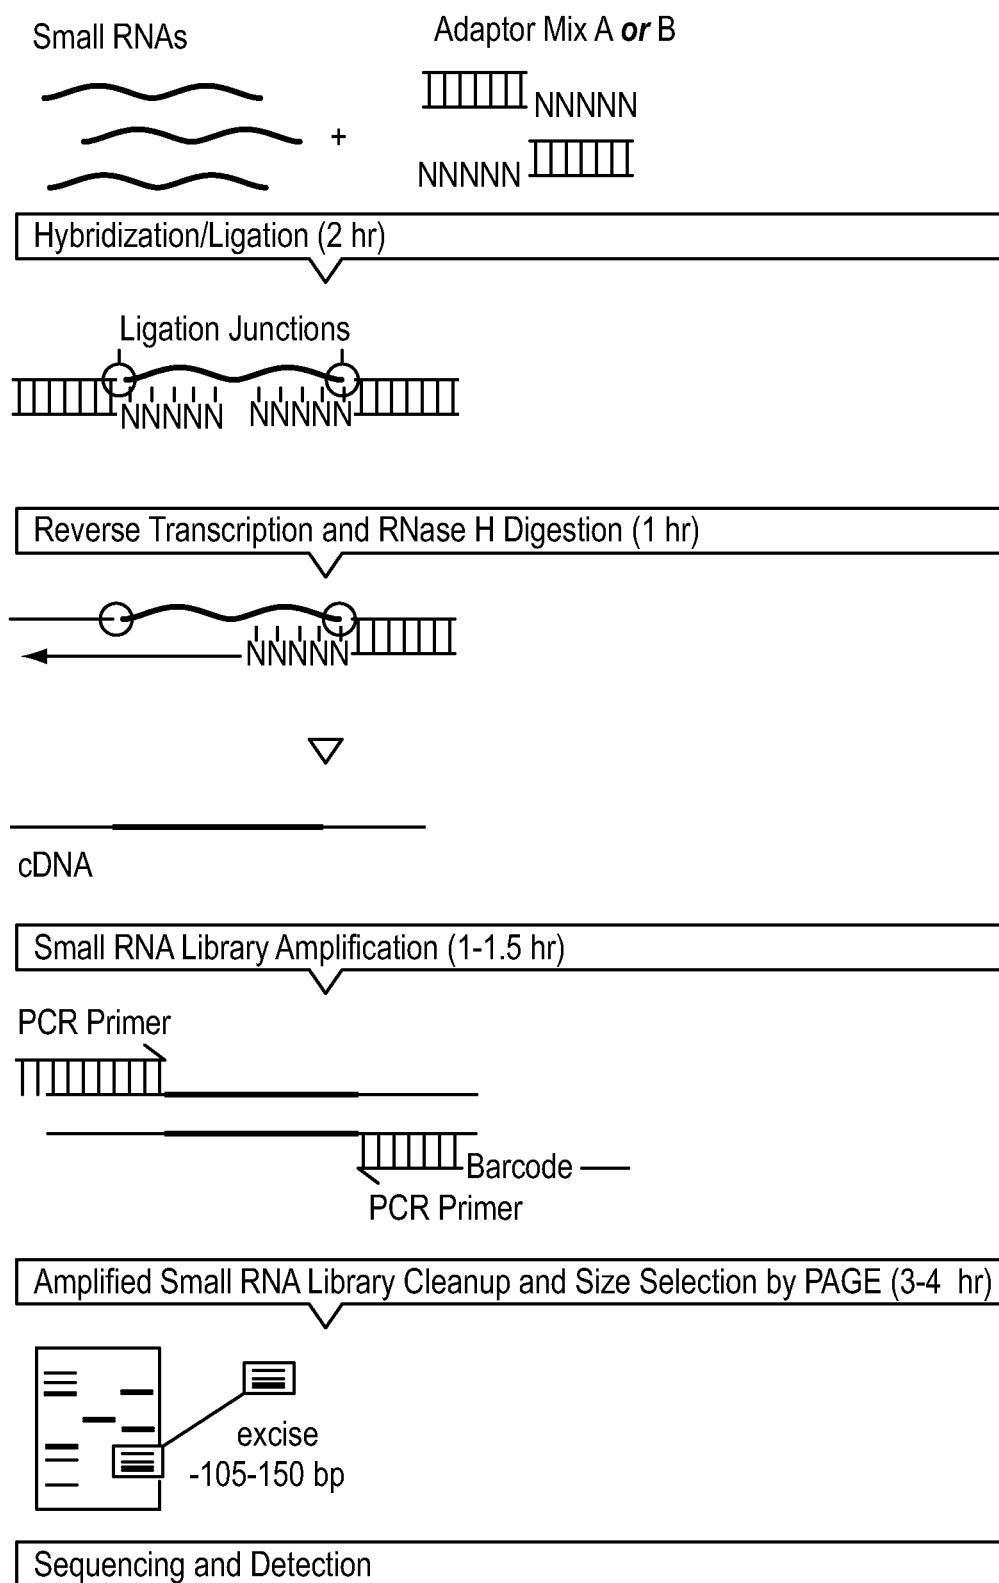 Small RNAs
Adaptor Mix A or B
NNNNN
+
NNNNN
Hybridization/Ligation (2 hr)
Ligation Junctions
NNNNN NNNNN
Reverse Transcription and RNase H Digestion (1 hr)
NNNNN
cDNA
Small RNA Library Amplification (1-1.5 hr)
PCR Primer
Barcode
PCR Primer
Amplified Small RNA Library Cleanup and Size Selection by PAGE (3-4 hr)
excise
-105-150 bp
Sequencing and Detection